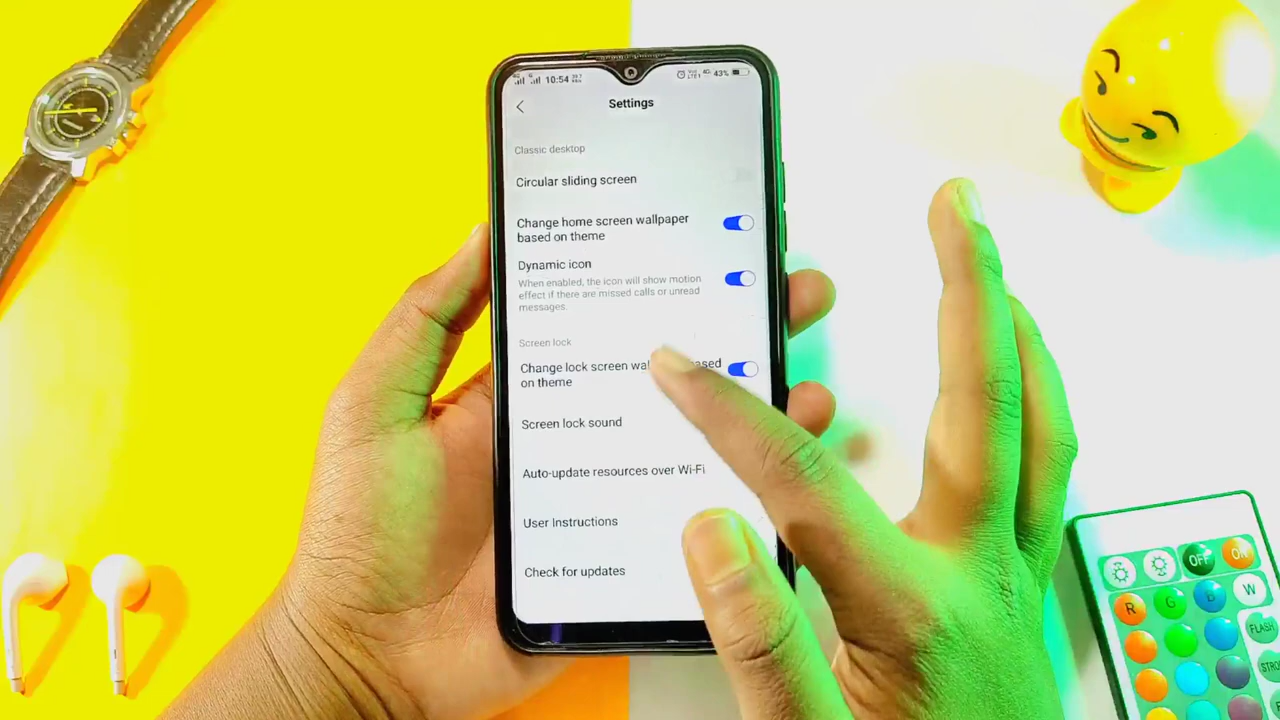 10:54
43%
Settings
Classic desktop
Circular sliding screen
Change home screen wallpaper
based on theme
Dynamic icon
When enabled, the icon will show motion
effect if there are missed calls or unread
messages.
Screen lock
Change lock screen based
on theme
Screen lock sound
Auto-update resources over Wi-Fi
User Instructions
Check for updates
OFF
ON
R
G
B
W
FLASH